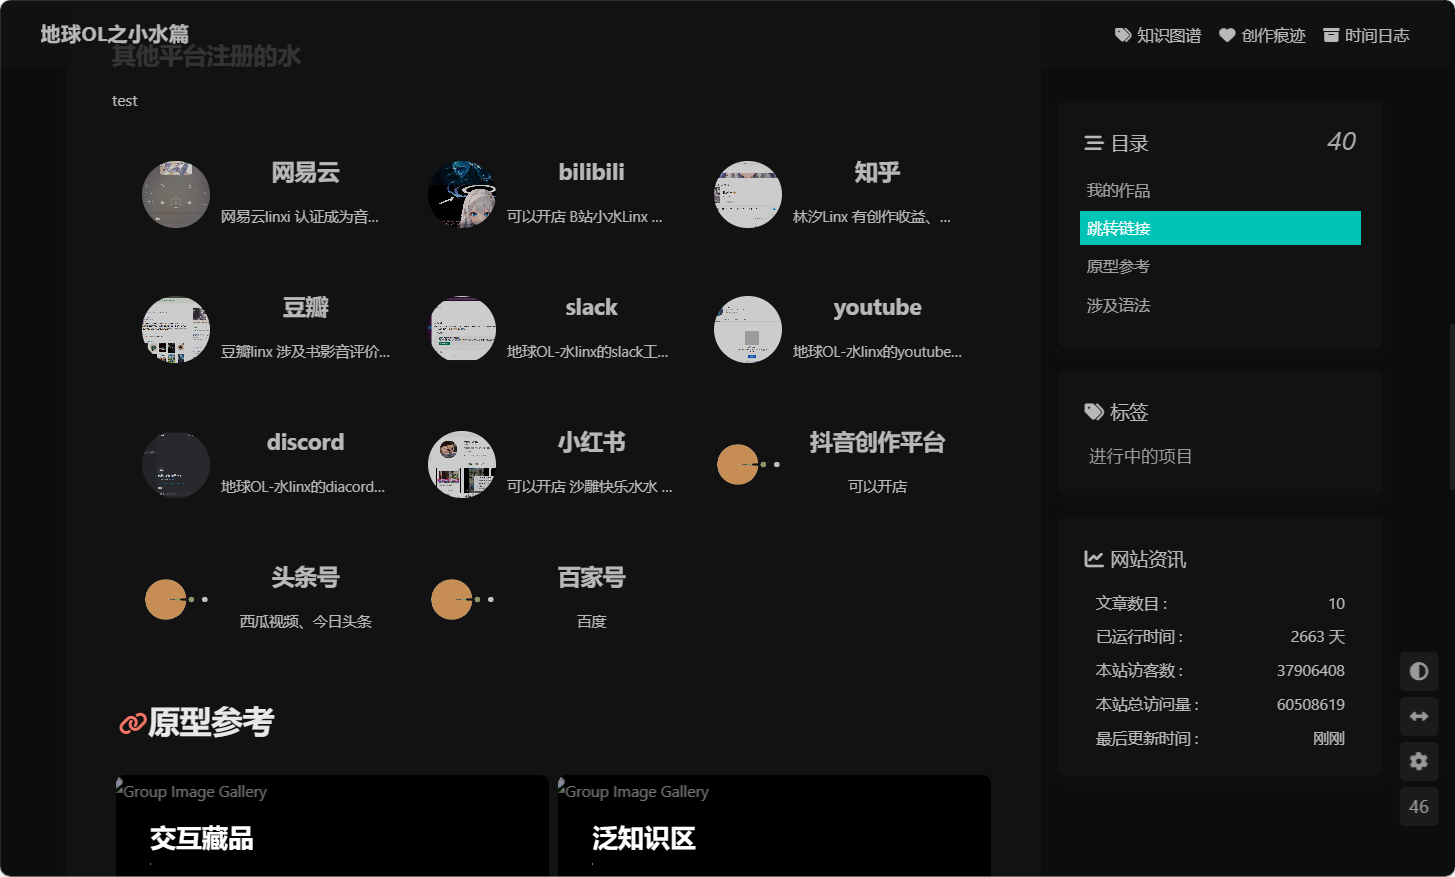 地球OL之小水篇
知识图谱
创作痕迹
时间日志
其他平台注册的水
test
网易云
网易云linxi 认证成为音...
bilibili
可以开店 B站小水Linx ...
知乎
林汐Linx 有创作收益、...
豆瓣
豆瓣linx 涉及书影音评价...
slack
地球OL-水linx的slack工...
youtube
地球OL-水linx的youtube...
discord
地球OL-水linx的diacord...
小红书
可以开店 沙雕快乐水水 ...
抖音创作平台
可以开店
头条号
西瓜视频、今日头条
百家号
百度
原型参考
Group Image Gallery
交互藏品
Group Image Gallery
泛知识区
目录
40
我的作品
跳转链接
原型参考
涉及语法
标签
进行中的项目
网站资讯
文章数目 : 10
已运行时间 : 2663 天
本站访客数 : 37906408
本站总访问量 : 60508619
最后更新时间 : 刚刚
46